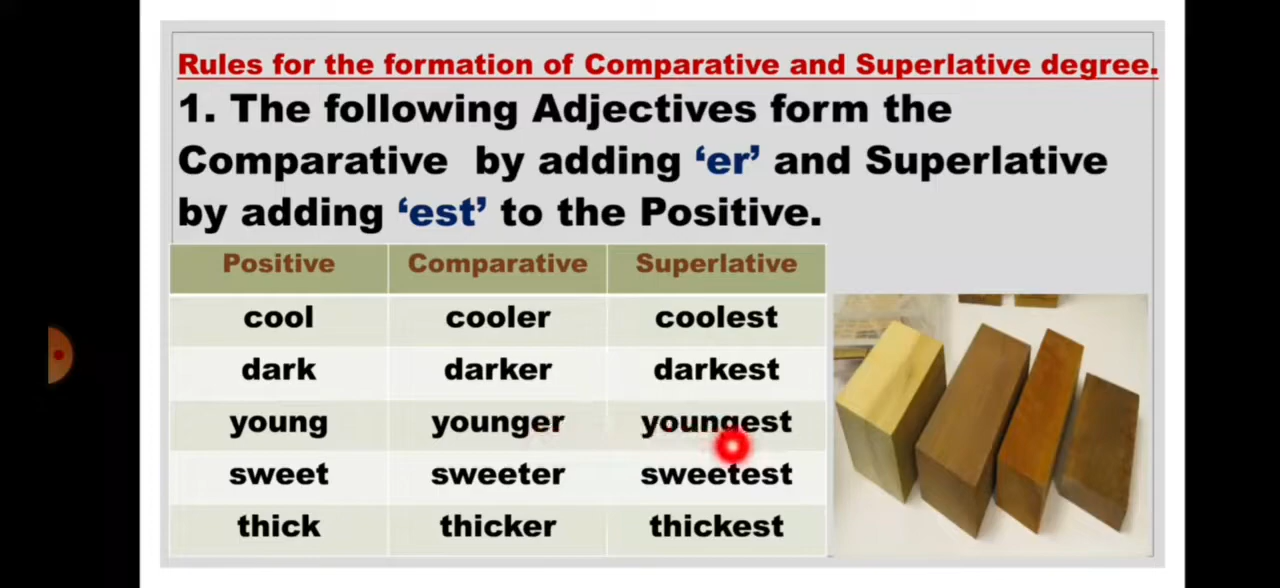 Rules for the formation of Comparative and Superlative degree.
1. The following Adjectives form the
Comparative by adding ‘er’ and Superlative
by adding ‘est’ to the Positive.
Positive Comparative Superlative
cool cooler coolest
dark darker darkest
young younger youngest
sweet sweeter sweetest
thick thicker thickest